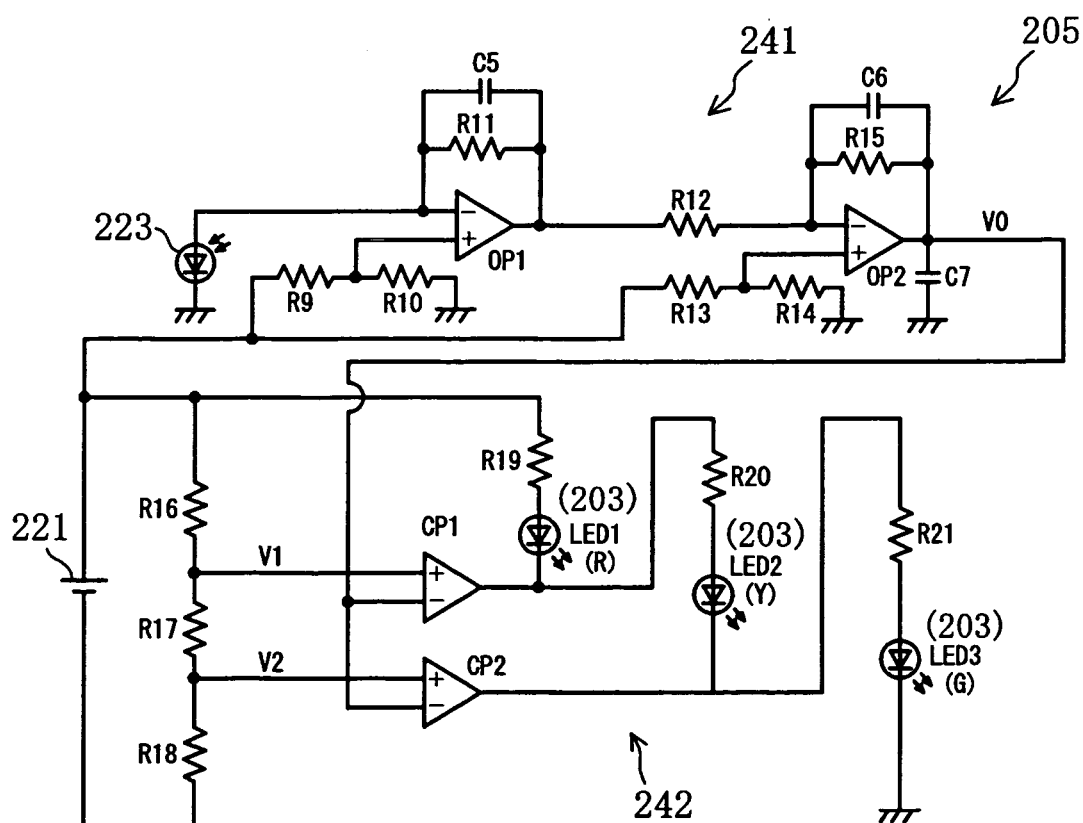 205
241
C5
C6
R11
R15
R12
223
OP1
V0
OP2
C7
R9
R10
R13
R14
R19
R20
R16
(203)
CP1
LED1
(R)
(203)
LED2
(Y)
R21
221
V1
R17
(203)
LED3
(G)
V2
CP2
R18
242